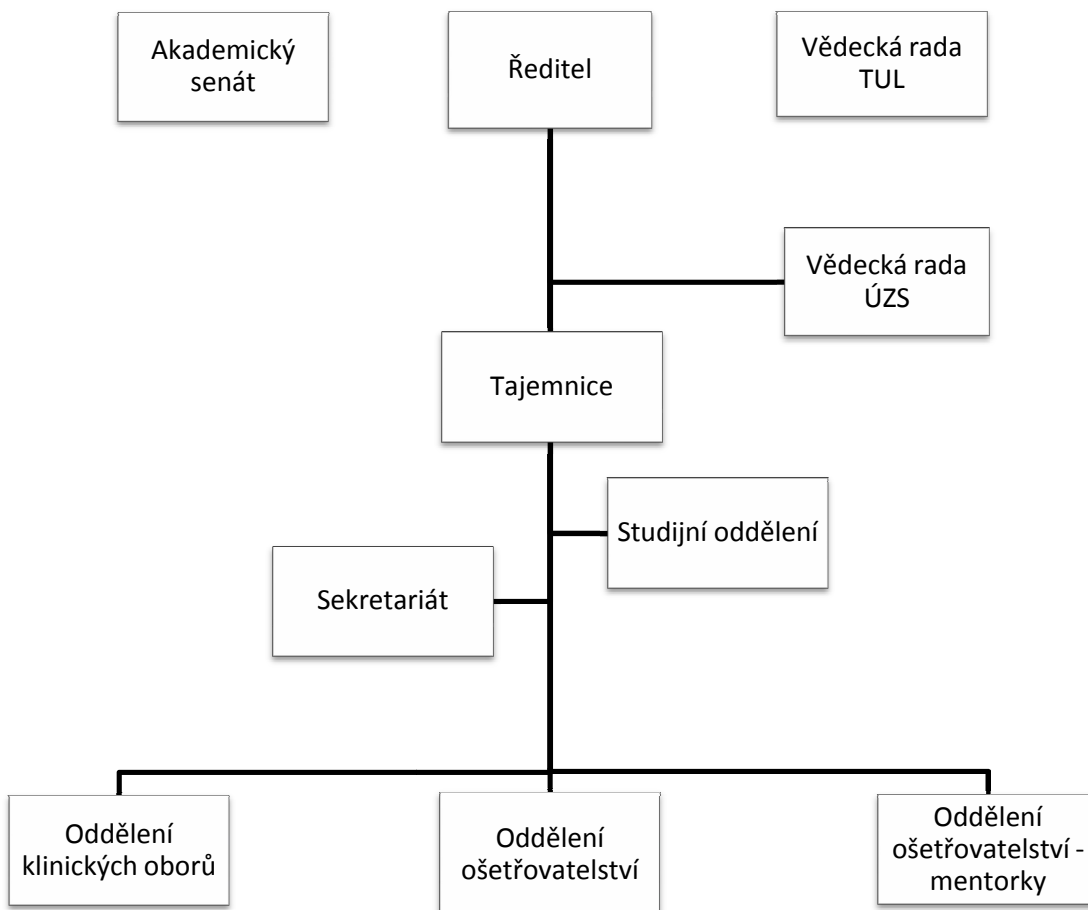 Akademický
senát
Ředitel
Vědecká rada
TUL
Vědecká rada
ÚZS
Tajemnice
Studijní oddělení
Sekretariát
Oddělení
klinických oborů
Oddělení
ošetřovatelství
Oddělení
ošetřovatelství -
mentorky